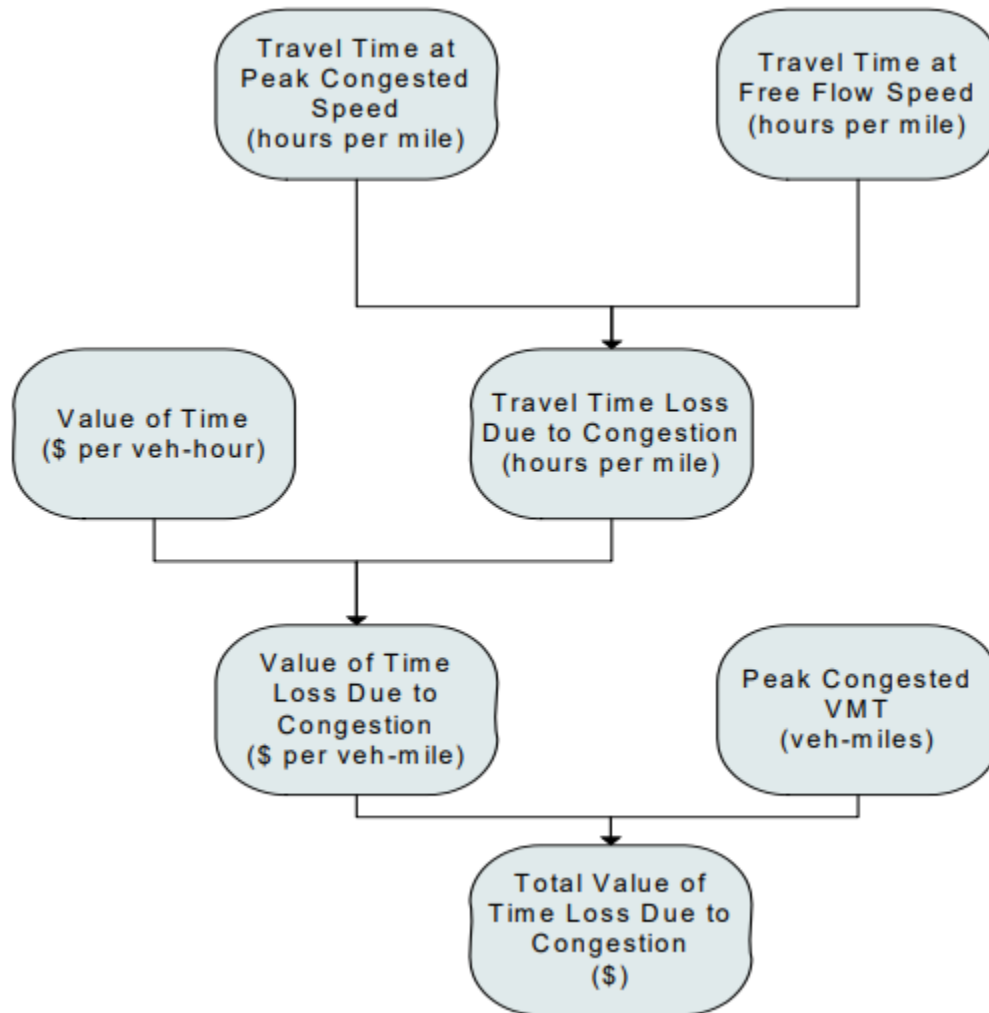 Travel Time at
Peak Congested
Speed
(hours per mile)
Travel Time at
Free Flow Speed
(hours per mile)
Value of Time
($ per veh-hour)
Travel Time Loss
Due to Congestion
(hours per mile)
Value of Time
Loss Due to
Congestion
($ per veh-mile)
Peak Congested
VMT
(veh-miles)
Total Value of
Time Loss Due to
Congestion
($)